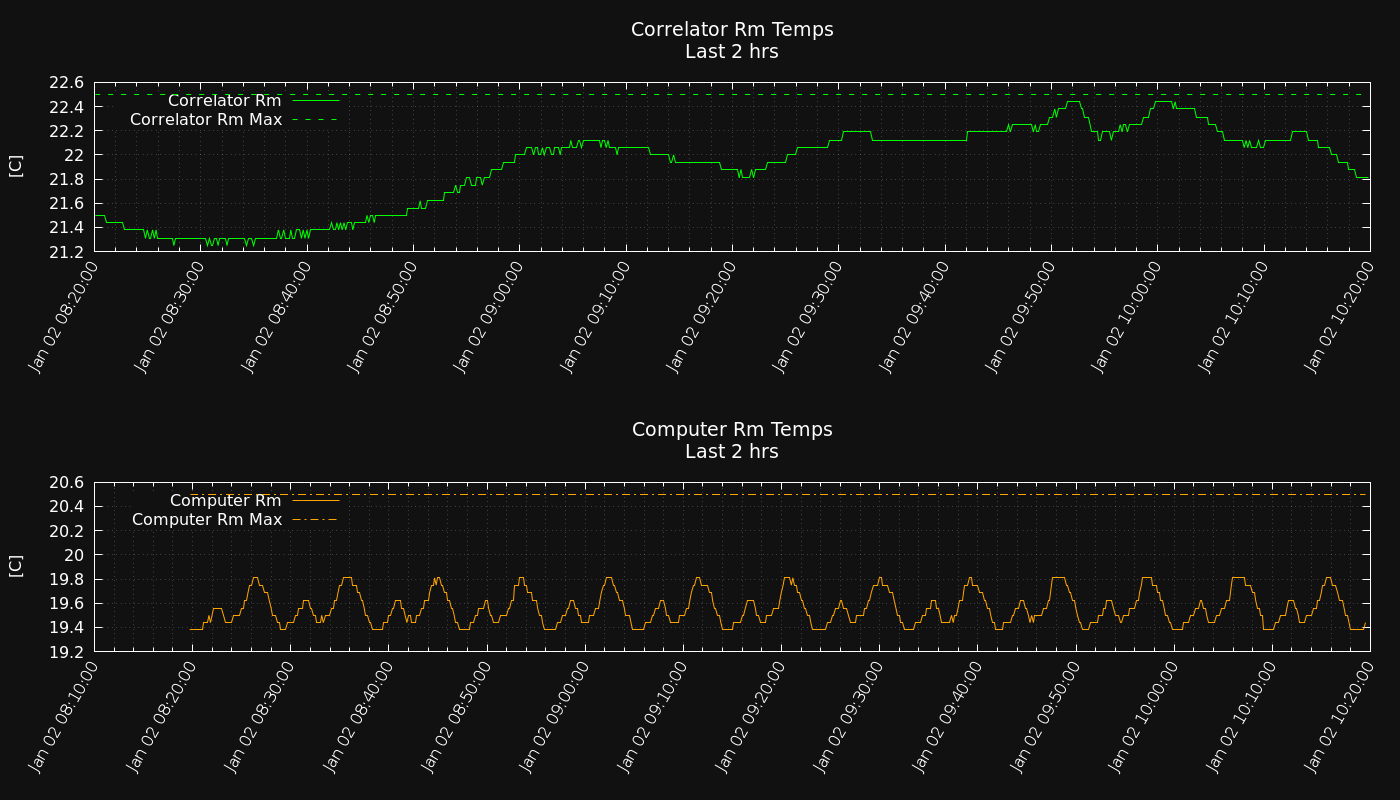 Correlator Rm Temps
Last 2 hrs
22.6
22.4
22.2
22
21.8
21.6
21.4
21.2
[C]
Correlator Rm
Correlator Rm Max
Jan 02 08:20:00
Jan 02 08:30:00
Jan 02 08:40:00
Jan 02 08:50:00
Jan 02 09:00:00
Jan 02 09:10:00
Jan 02 09:20:00
Jan 02 09:30:00
Jan 02 09:40:00
Jan 02 09:50:00
Jan 02 10:00:00
Jan 02 10:10:00
Jan 02 10:20:00
Computer Rm Temps
Last 2 hrs
20.6
20.4
20.2
20
19.8
19.6
19.4
19.2
[C]
Computer Rm
Computer Rm Max
Jan 02 08:10:00
Jan 02 08:20:00
Jan 02 08:30:00
Jan 02 08:40:00
Jan 02 08:50:00
Jan 02 09:00:00
Jan 02 09:10:00
Jan 02 09:20:00
Jan 02 09:30:00
Jan 02 09:40:00
Jan 02 09:50:00
Jan 02 10:00:00
Jan 02 10:10:00
Jan 02 10:20:00